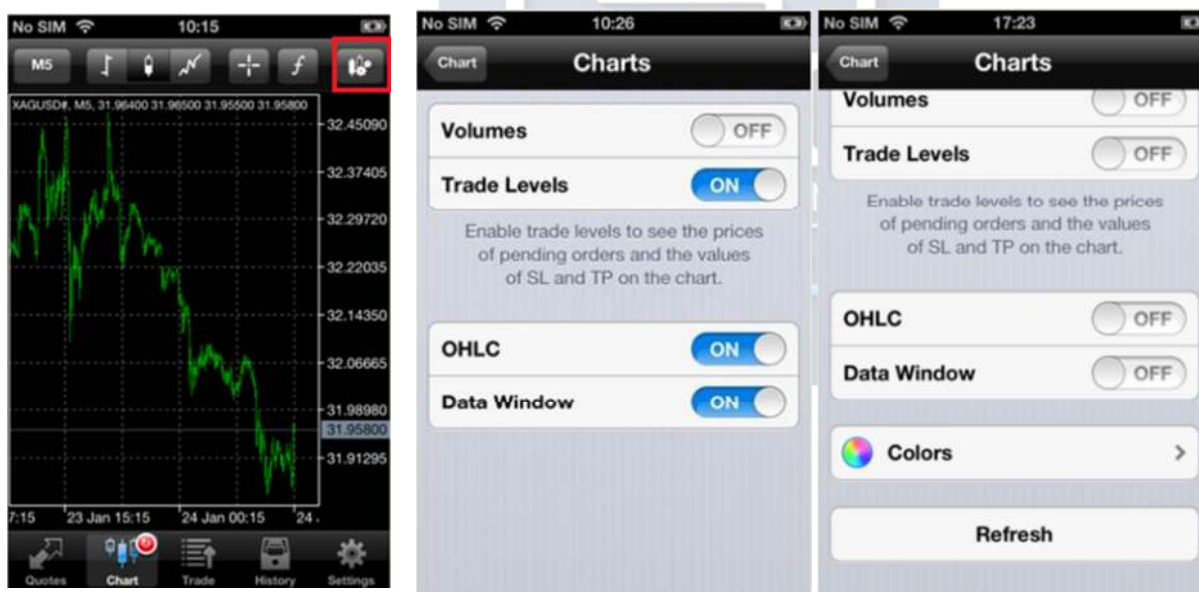 No SIM 10:15
M5
XAGUSD#, M5, 31.96400 31.96500 31.95500 31.95800
32.45090
32.37405
32.29720
32.22035
32.14350
32.06665
31.98980
31.95800
31.91295
7:15 23 Jan 15:15 24 Jan 00:15 24
Quotes Chart Trade History Settings
No SIM 10:26
Chart Charts
Volumes OFF
Trade Levels ON
Enable trade levels to see the prices
of pending orders and the values
of SL and TP on the chart.
OHLC ON
Data Window ON
No SIM 17:23
Chart Charts
Volumes OFF
Trade Levels OFF
Enable trade levels to see the prices
of pending orders and the values
of SL and TP on the chart.
OHLC OFF
Data Window OFF
Colors
Refresh